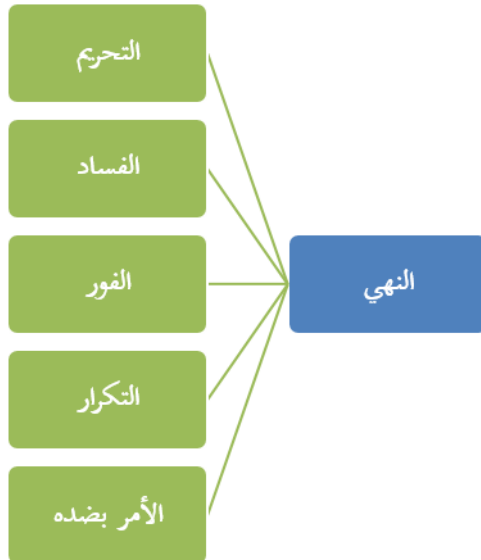 النهي
التحريم
الفساد
الفور
التكرار
الأمر بضده